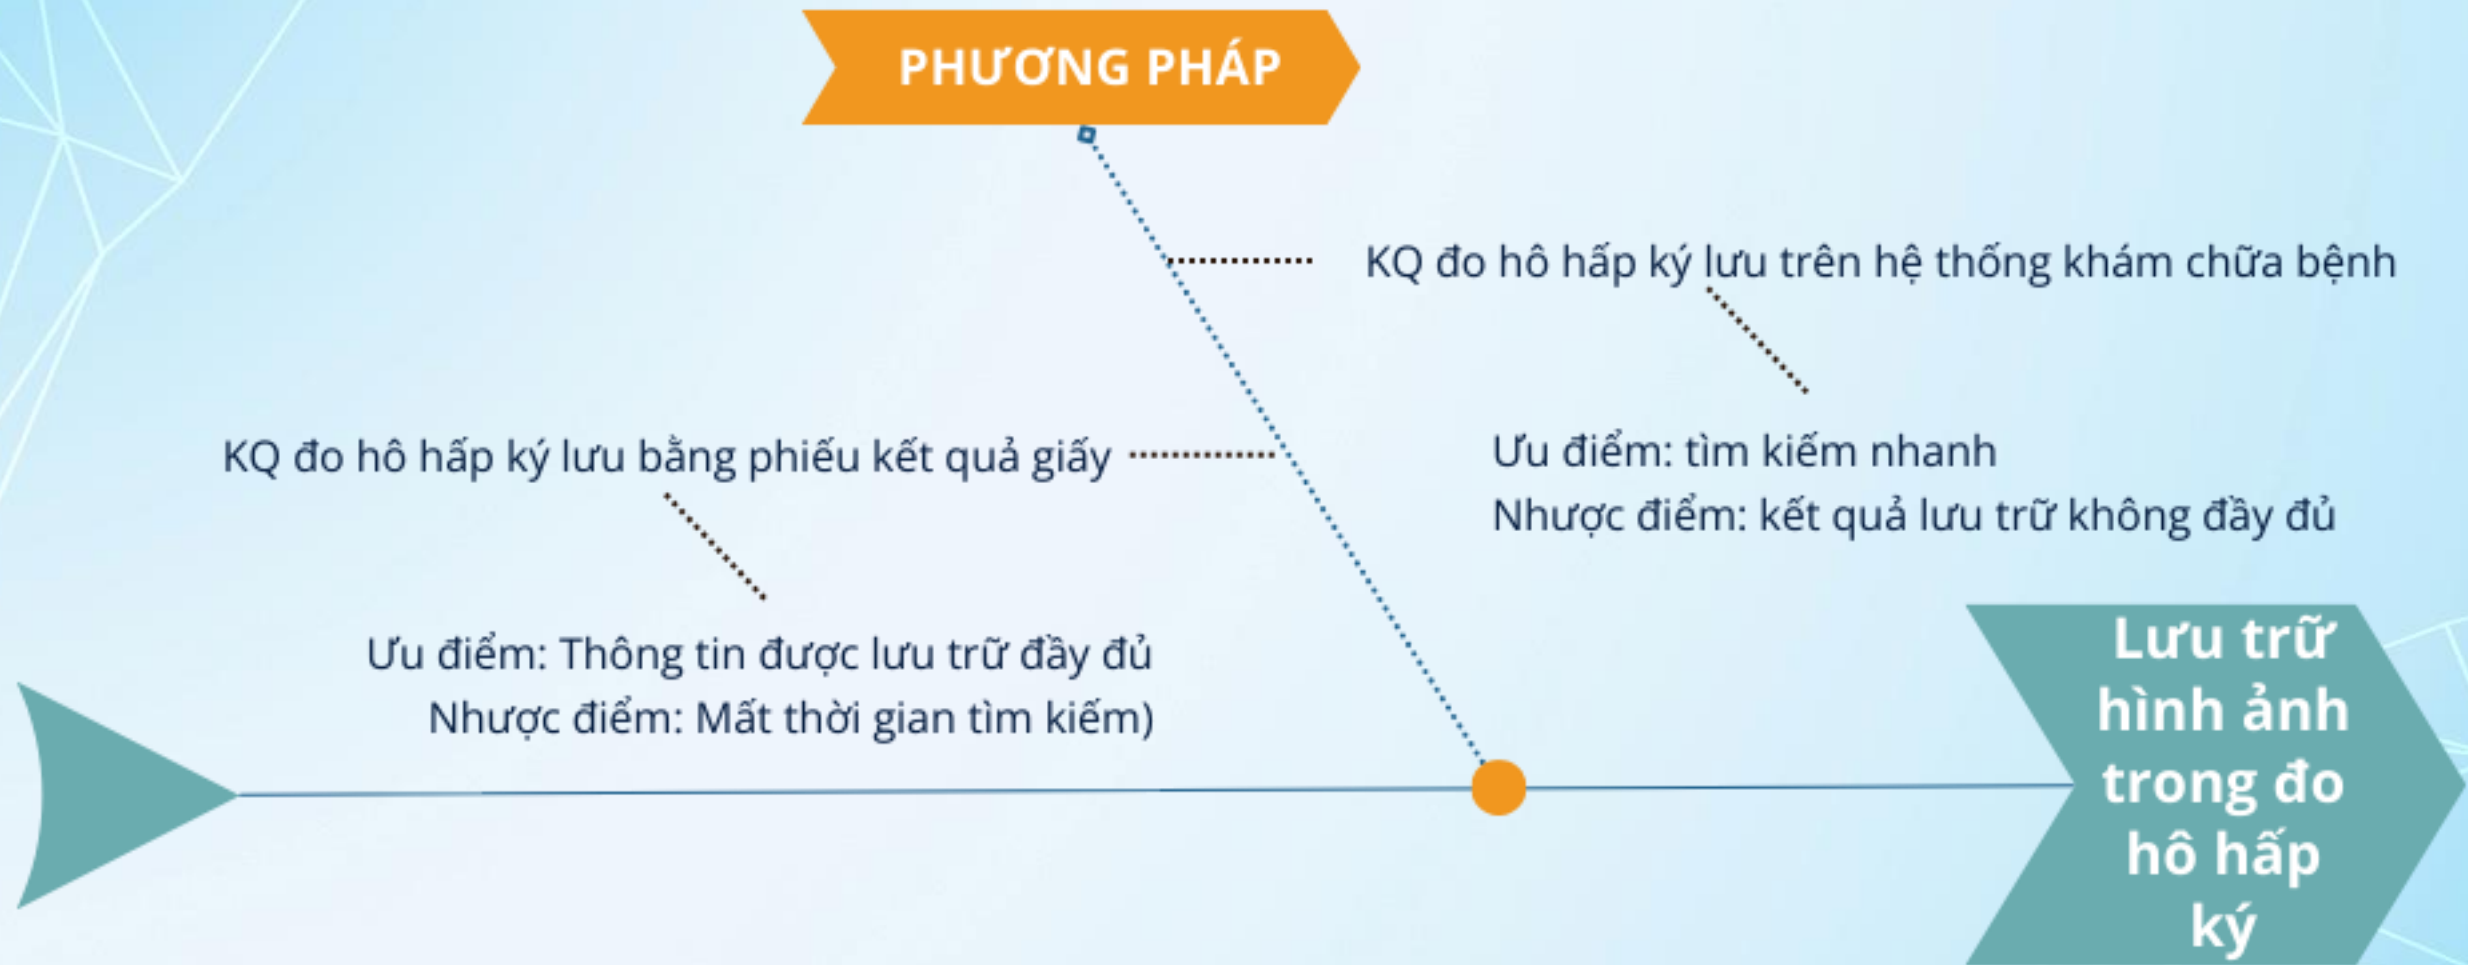 PHƯƠNG PHÁP
KQ đo hô hấp ký lưu trên hệ thống khám chữa bệnh
Ưu điểm: tìm kiếm nhanh
Nhược điểm: kết quả lưu trữ không đầy đủ
KQ đo hô hấp ký lưu bằng phiếu kết quả giấy
Ưu điểm: Thông tin được lưu trữ đầy đủ
Nhược điểm: Mất thời gian tìm kiếm)
Lưu trữ
hình ảnh
trong đo
hô hấp
ký